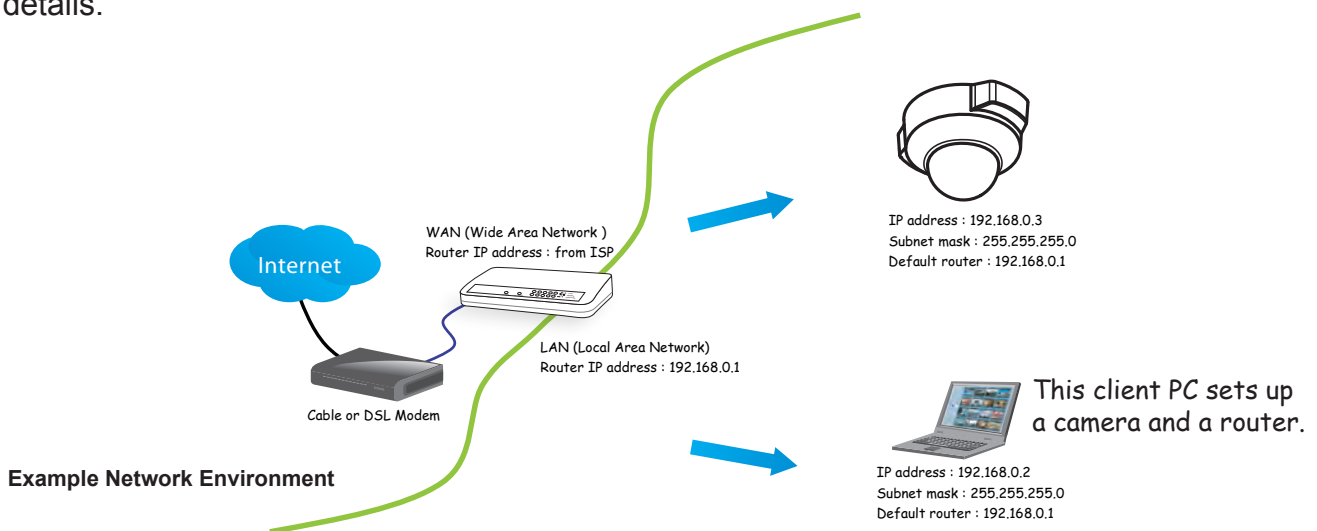 details.
WAN (Wide Area Network )
Router IP address : from ISP
Internet
LAN (Local Area Network)
Router IP address : 192.168.0.1
Cable or DSL Modem
IP address : 192.168.0.3
Subnet mask : 255.255.255.0
Default router : 192.168.0.1
This client PC sets up
a camera and a router.
IP address : 192.168.0.2
Subnet mask : 255.255.255.0
Default router : 192.168.0.1
Example Network Environment